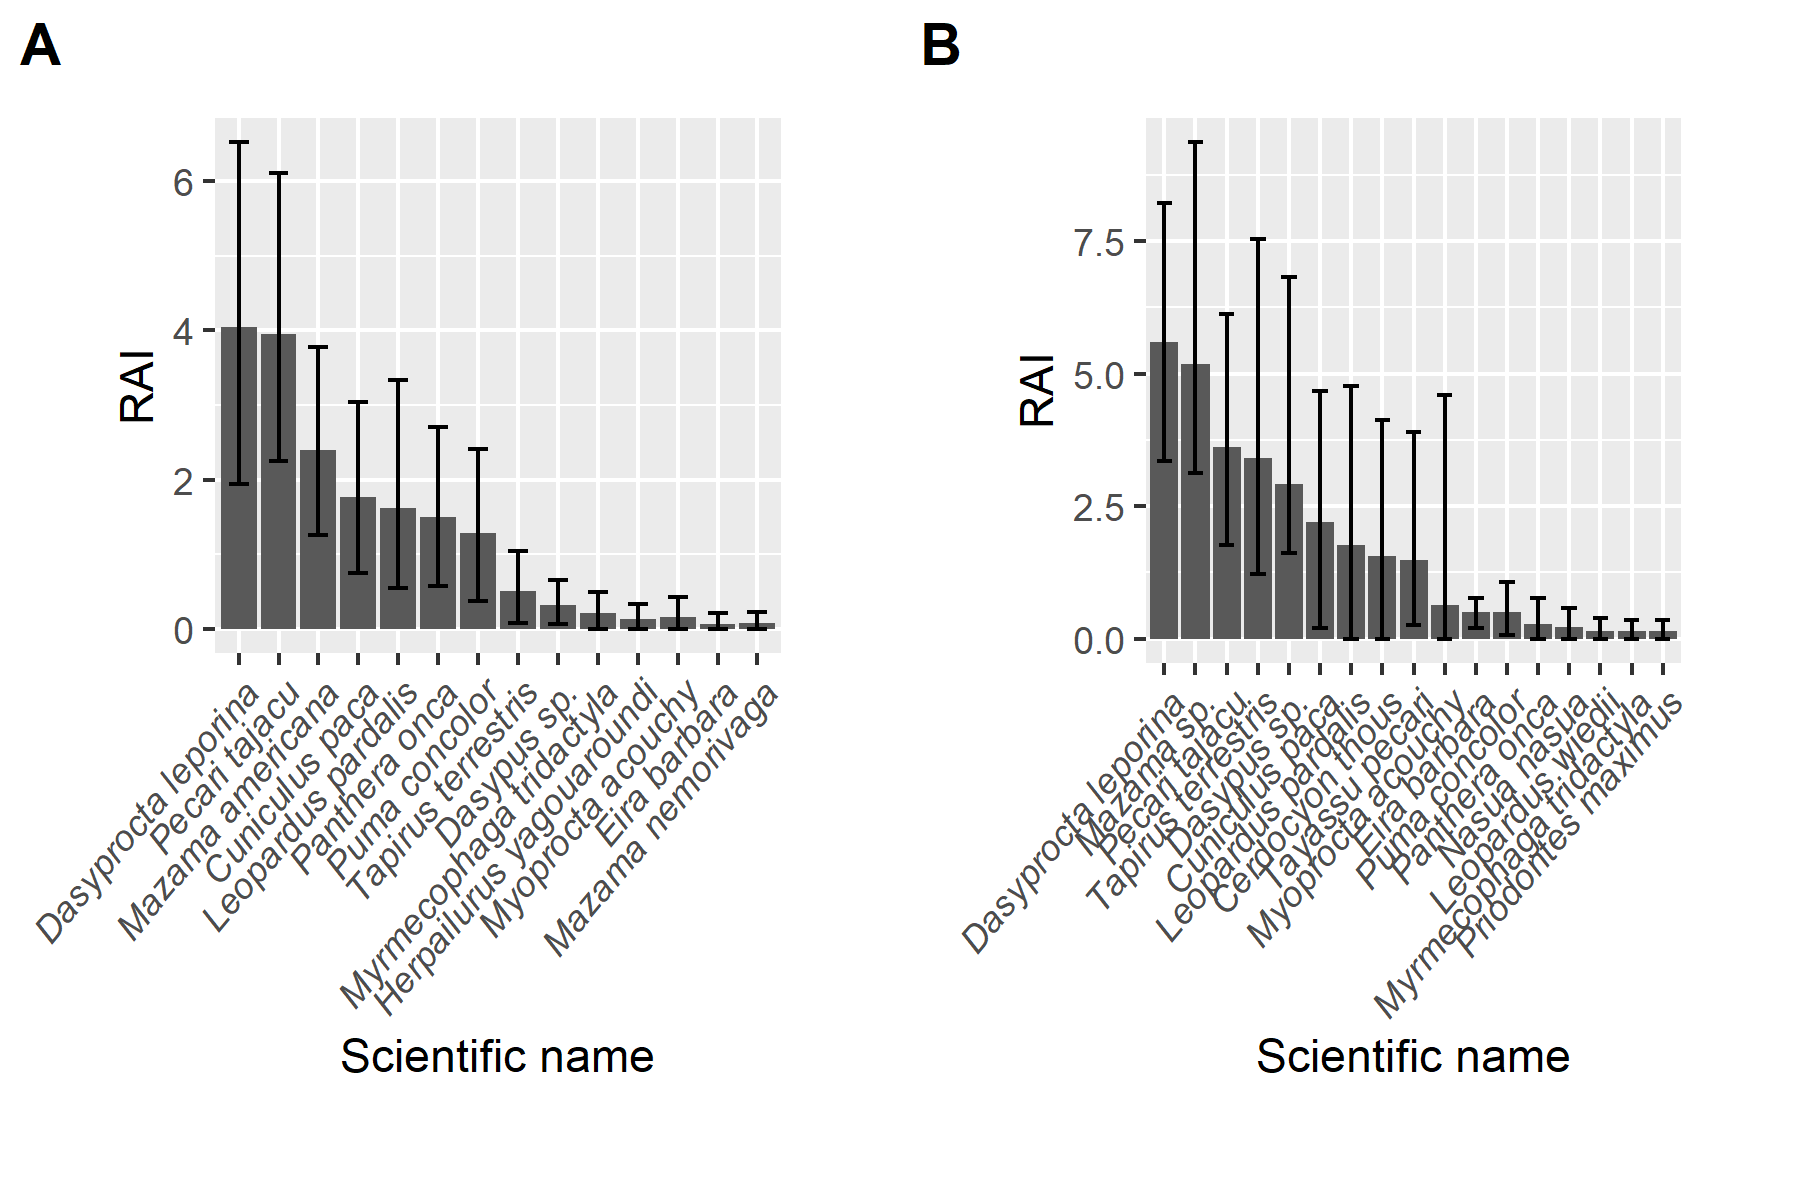 A
B
RAI
6
4
2
0
Dasyprocta leporina
Pecari tajacu
Mazama americana
Cuniculus paca
Leopardus pardalis
Panthera onca
Puma concolor
Tapirus terrestris
Dasypus sp.
Myrmecophaga tridactyla
Herpailurus yagouaroundi
Myoprocta acouchy
Eira barbara
Mazama nemorivaga
Scientific name
RAI
7.5
5.0
2.5
0.0
Dasyprocta leporina
Mazama sp.
Pecari tajacu
Tapirus terrestris
Dasypus sp.
Cuniculus paca
Leopardus pardalis
Cerdocyon thous
Tayassu pecari
Myoprocta acouchy
Eira barbara
Puma concolor
Panthera onca
Nasua nasua
Leopardus wiedii
Myrmecophaga tridactyla
Priodontes maximus
Scientific name